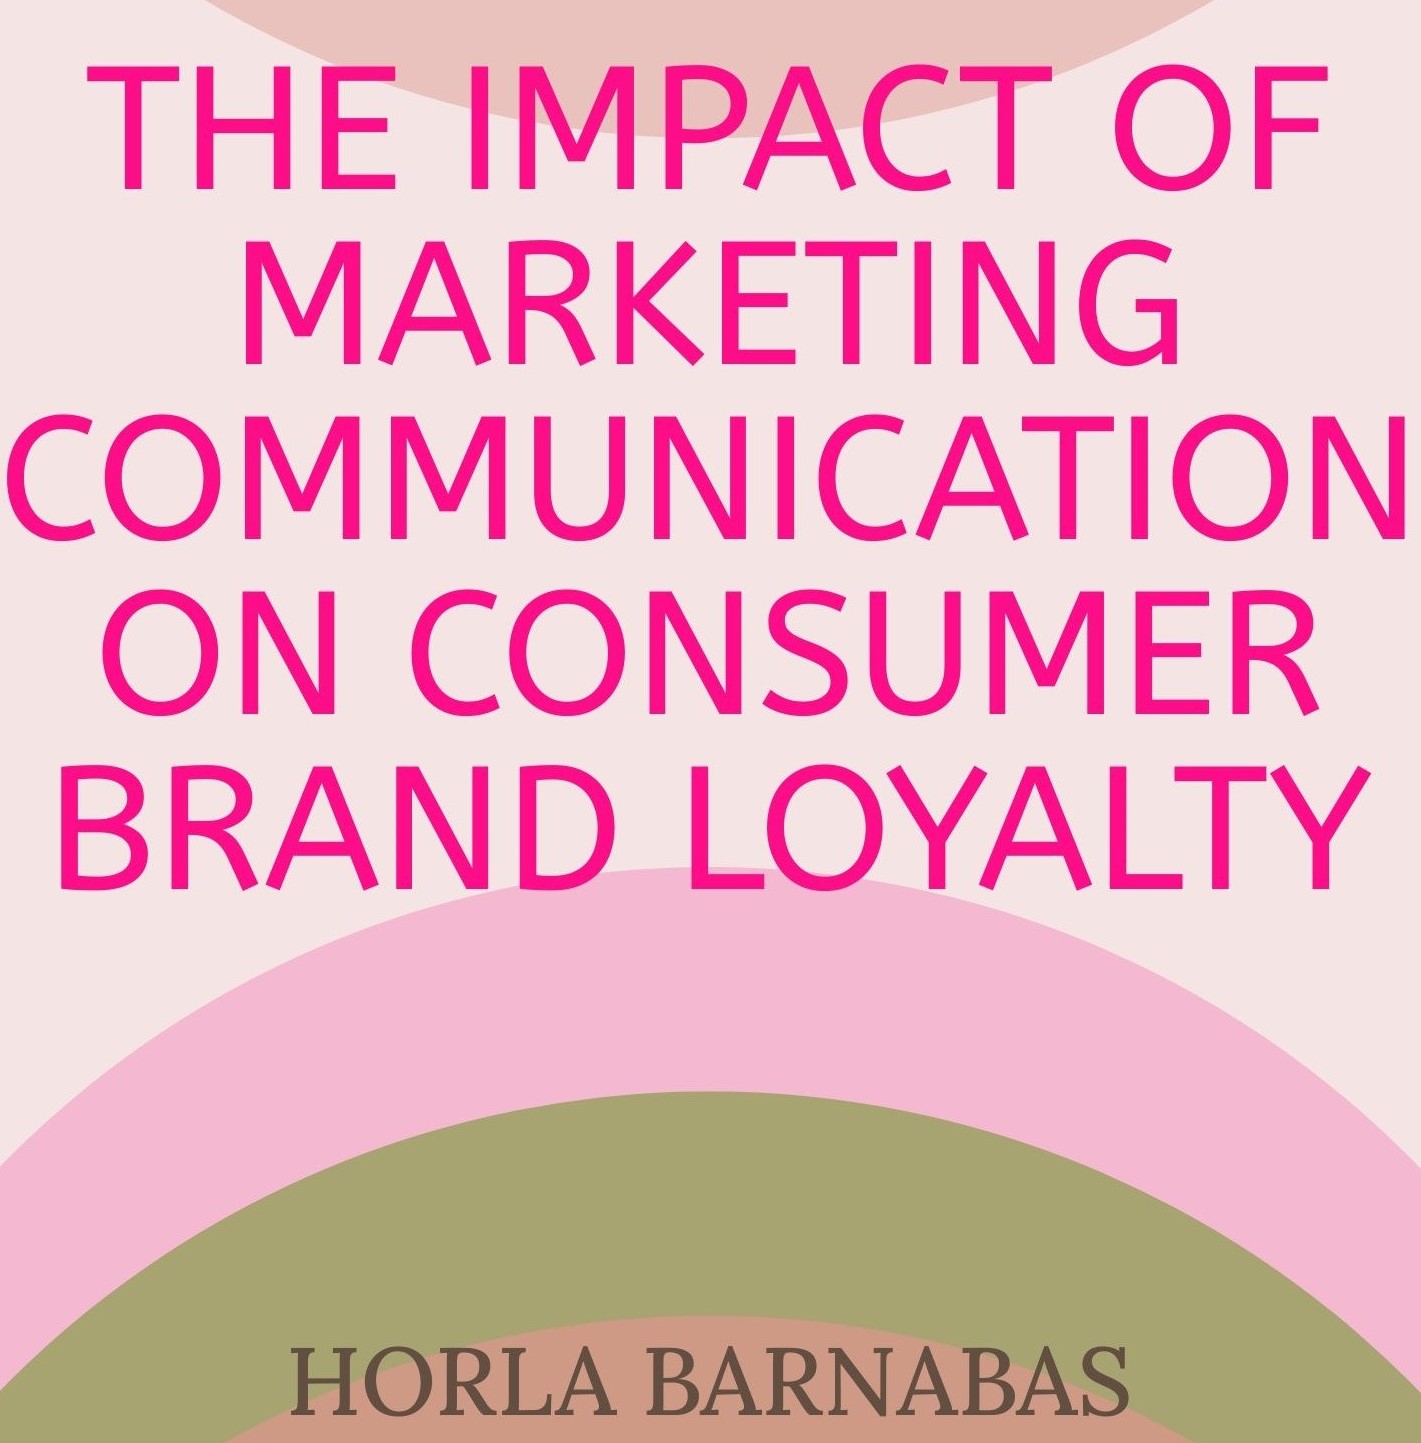 THE IMPACT OF
MARKETING
COMMUNICATION
ON CONSUMER
BRAND LOYALTY
HORLA BARNABAS